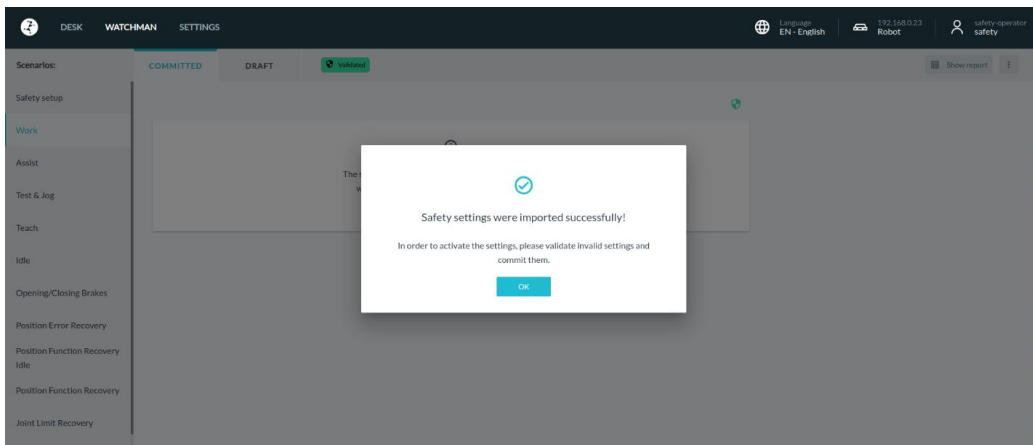 DESK WATCHMAN SETTINGS
Language
EN - English
192.168.0.23
Robot
safety-operator
safety
Scenarios:
COMMITTED DRAFT Validated
Show report
Safety setup
Work
Assist
The
Test & Jog
Teach
Idle
Opening/Closing Brakes
Position Error Recovery
Position Function Recovery
Idle
Position Function Recovery
Joint Limit Recovery
Safety settings were imported successfully!
In order to activate the settings, please validate invalid settings and
commit them.
OK